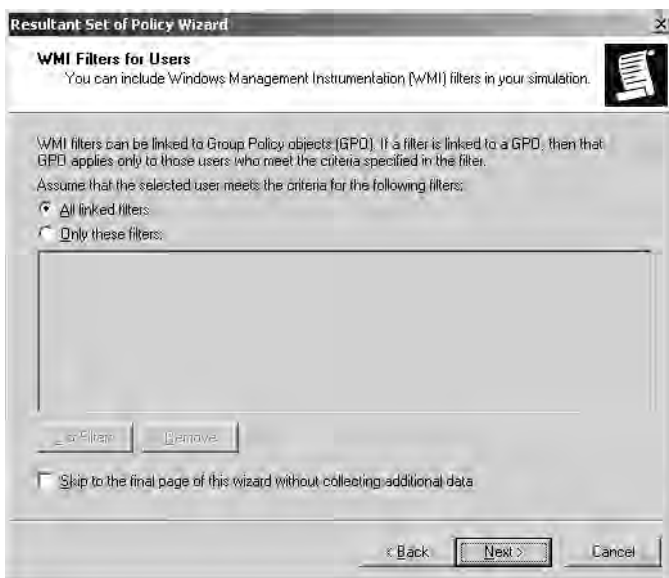 Resultant Set of Policy Wizard
WMI Filters for Users
You can include Windows Management Instrumentation (WMI) filters in your simulation.
WMI filters can be linked to Group Policy objects (GPO). If a filter is linked to a GPO, then that
GPO applies only to those users who meet the criteria specified in the filter.
Assume that the selected user meets the criteria for the following filters:
All linked filters
Only these filters:
Filters Remove
Skip to the final page of this wizard without collecting additional data
< Back Next > Cancel